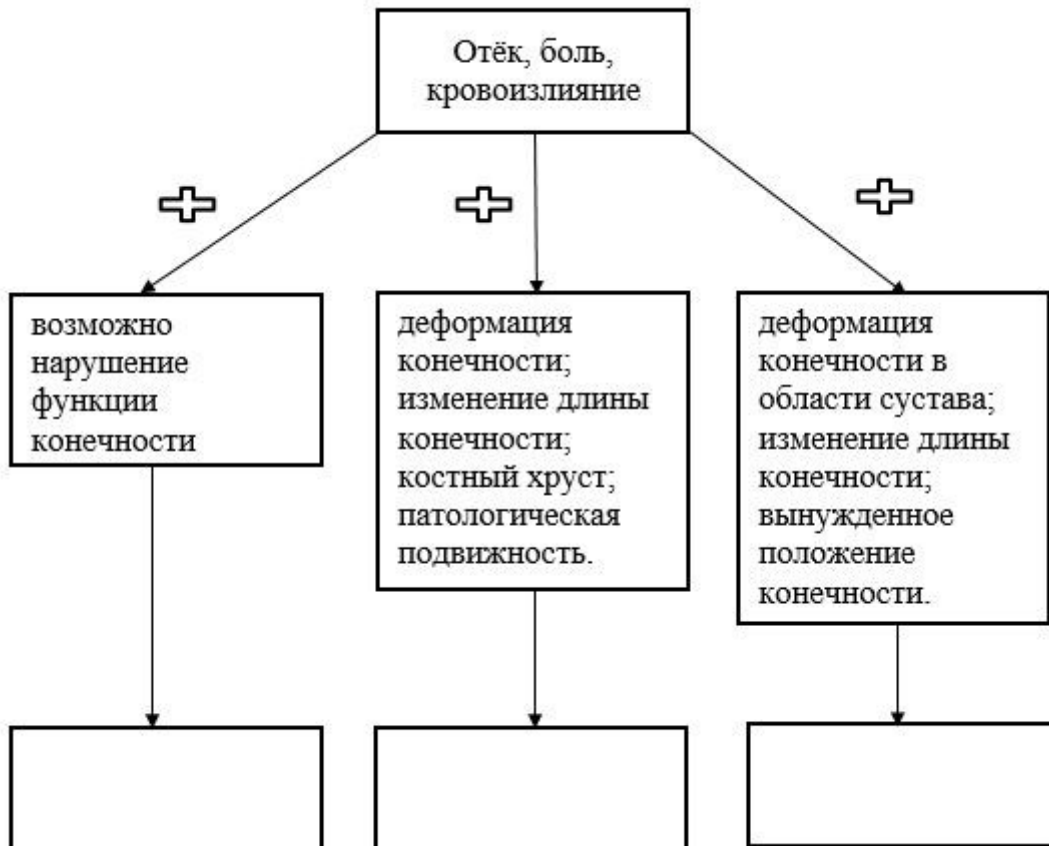 Отёк, боль,
кровоизлияние
возможно
нарушение
функции
конечности
деформация
конечности;
изменение длины
конечности;
костный хруст;
патологическая
подвижность.
деформация
конечности в
области сустава;
изменение длины
конечности;
вынужденное
положение
конечности.